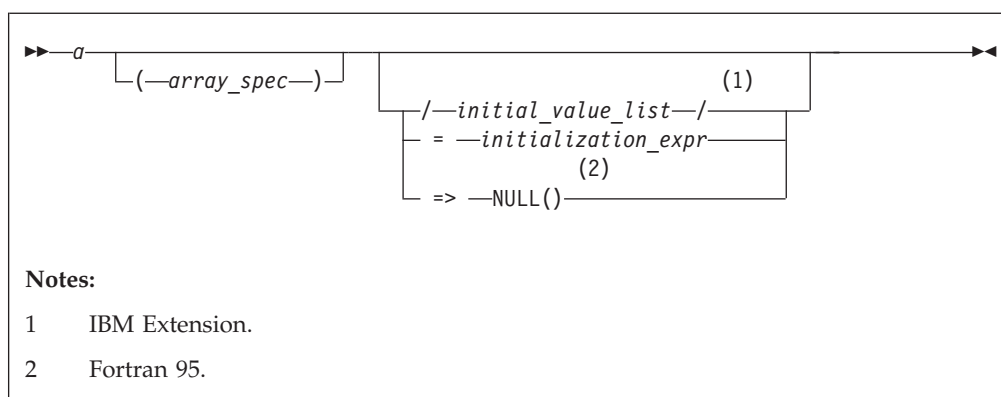 a
(array_spec)
(1)
/initial_value_list/
= initialization_expr
(2)
=> NULL()
Notes:
1 IBM Extension.
2 Fortran 95.